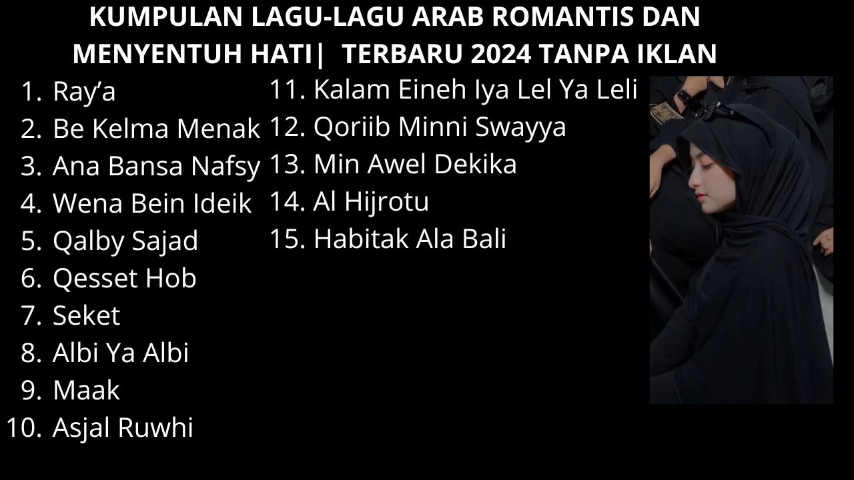 KUMPULAN LAGU-LAGU ARAB ROMANTIS DAN
MENYENTUH HATI| TERBARU 2024 TANPA IKLAN
1. Ray’a
2. Be Kelma Menak
3. Ana Bansa Nafsy
4. Wena Bein Ideik
5. Qalby Sajad
6. Qesset Hob
7. Seket
8. Albi Ya Albi
9. Maak
10. Asjal Ruwhi
11. Kalam Eineh Iya Lel Ya Leli
12. Qoriib Minni Swayya
13. Min Awel Dekika
14. Al Hijrotu
15. Habitak Ala Bali